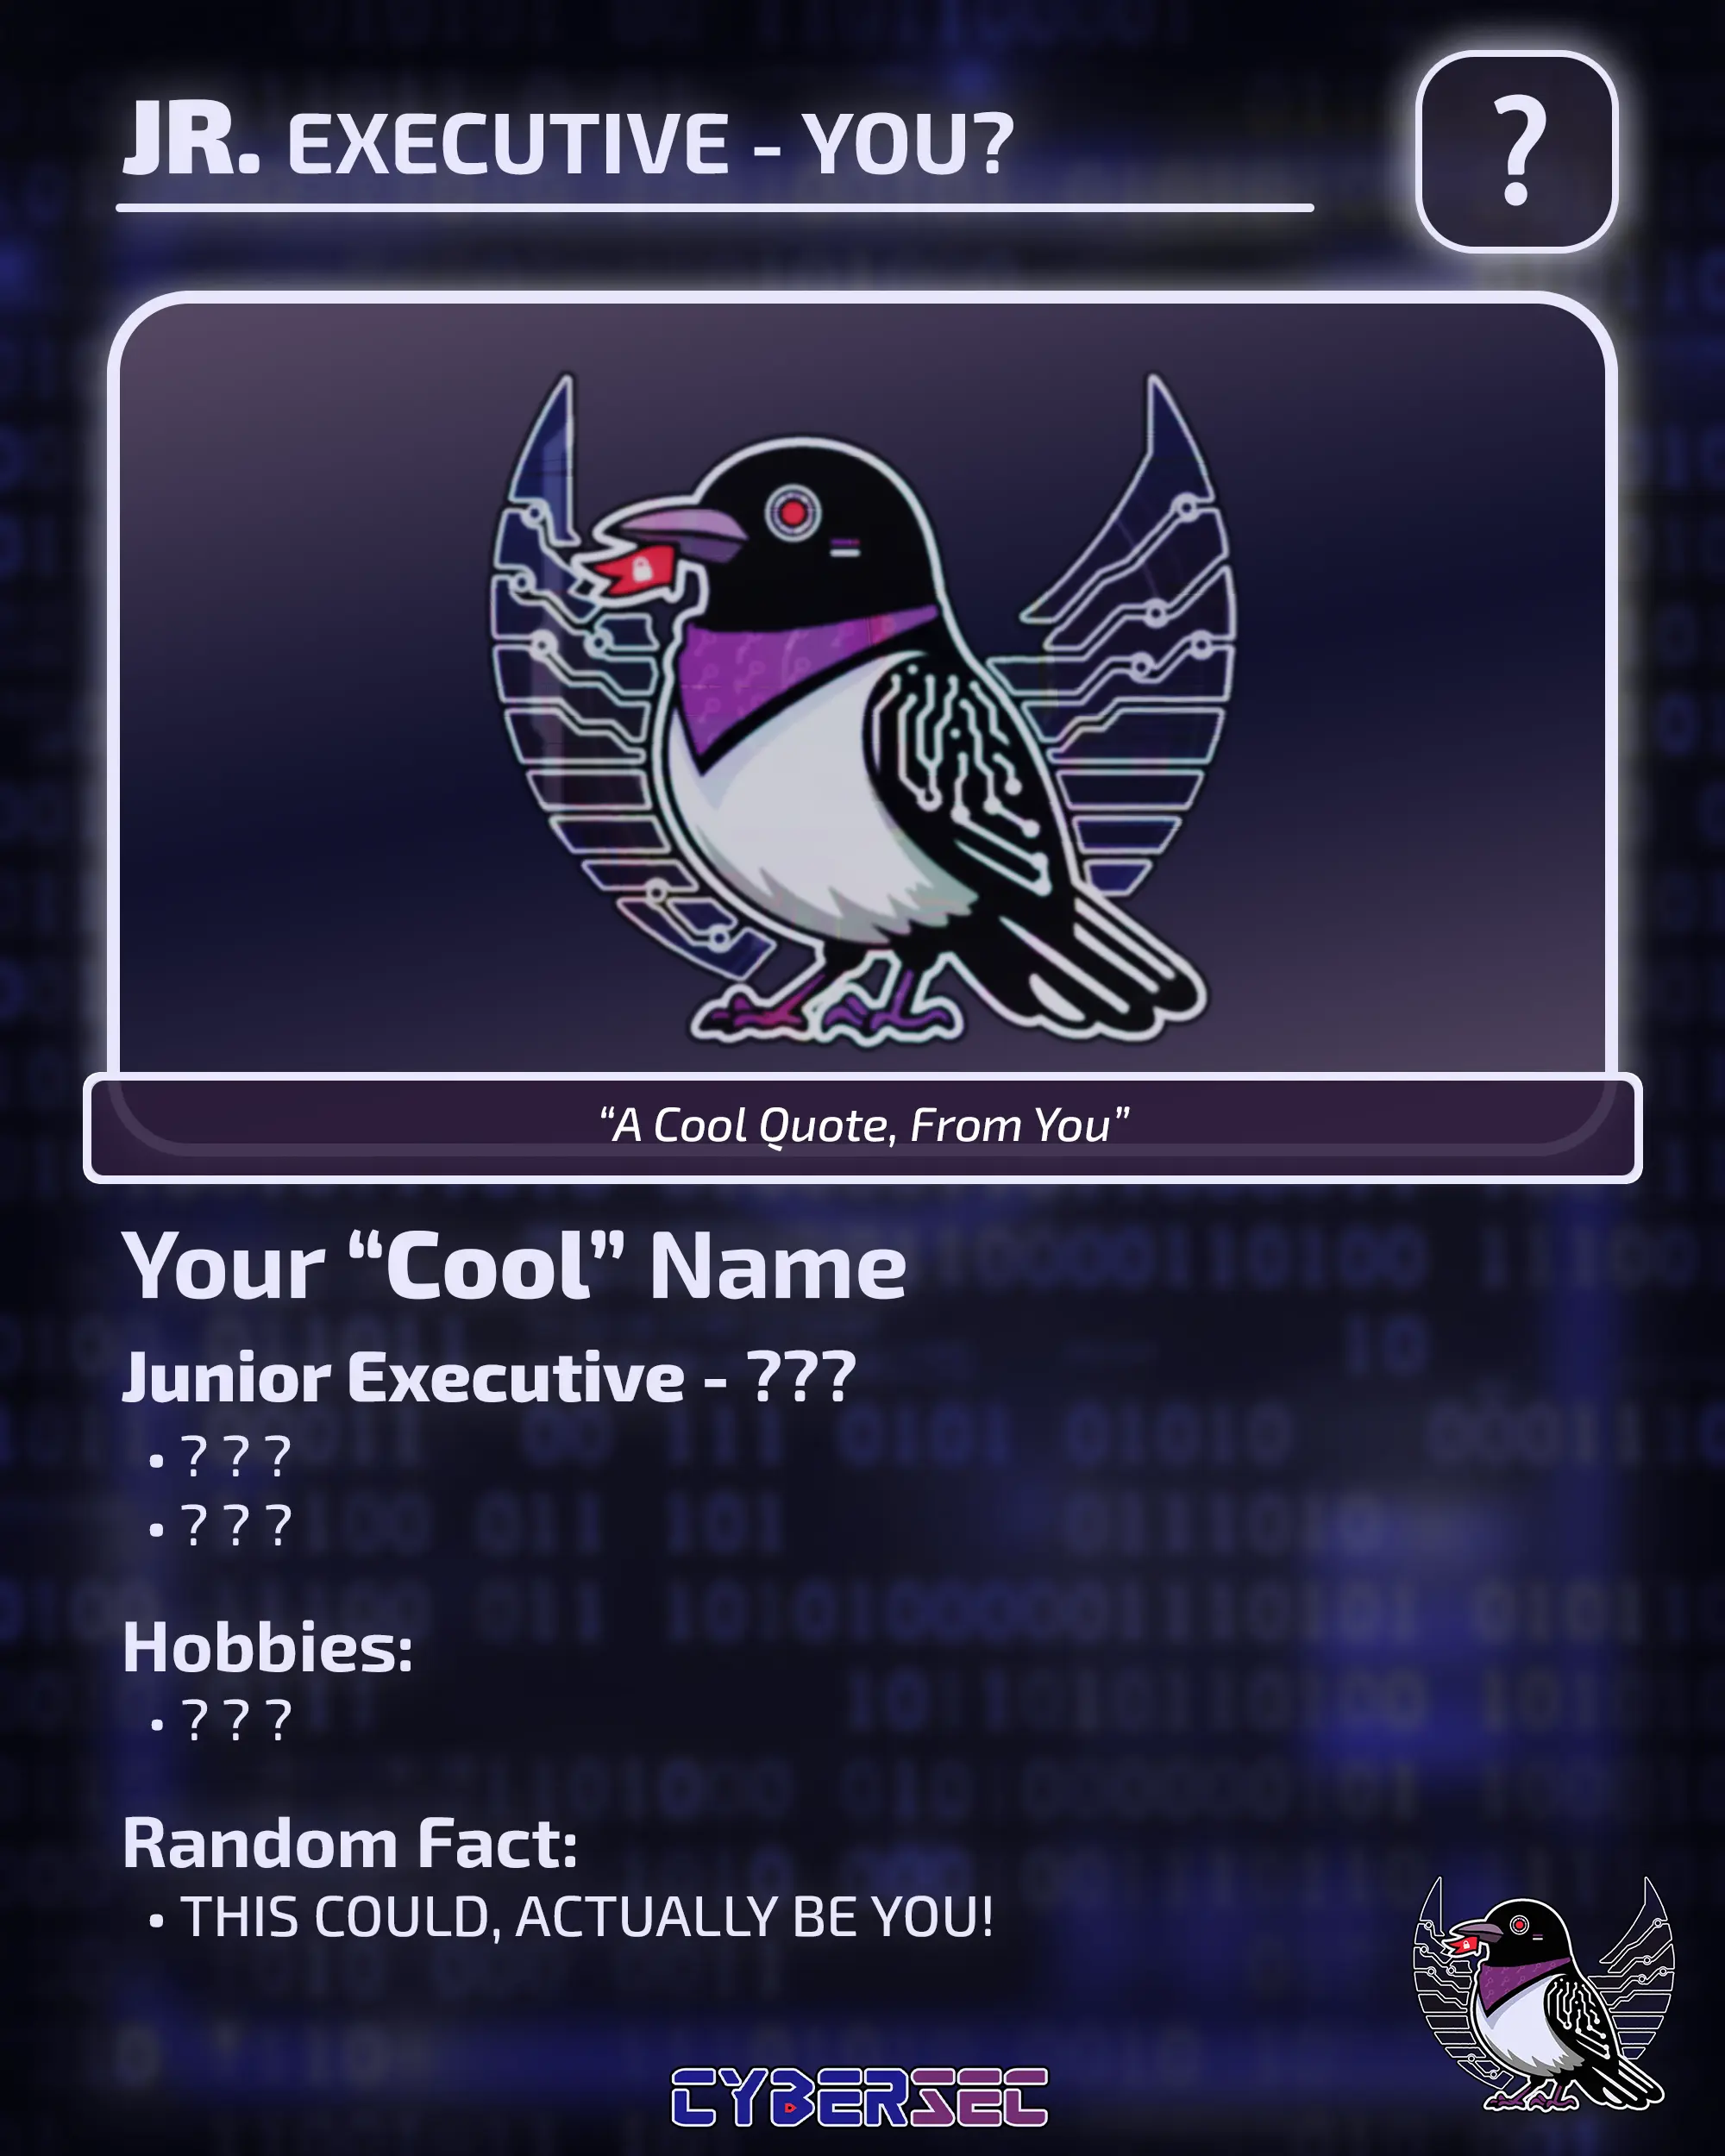 JR. EXECUTIVE - YOU?
?
“A Cool Quote, From You”
Your “Cool” Name
Junior Executive - ???
• ? ? ?
• ? ? ?
Hobbies:
• ? ? ?
Random Fact:
• THIS COULD, ACTUALLY BE YOU!
CYBERSEC